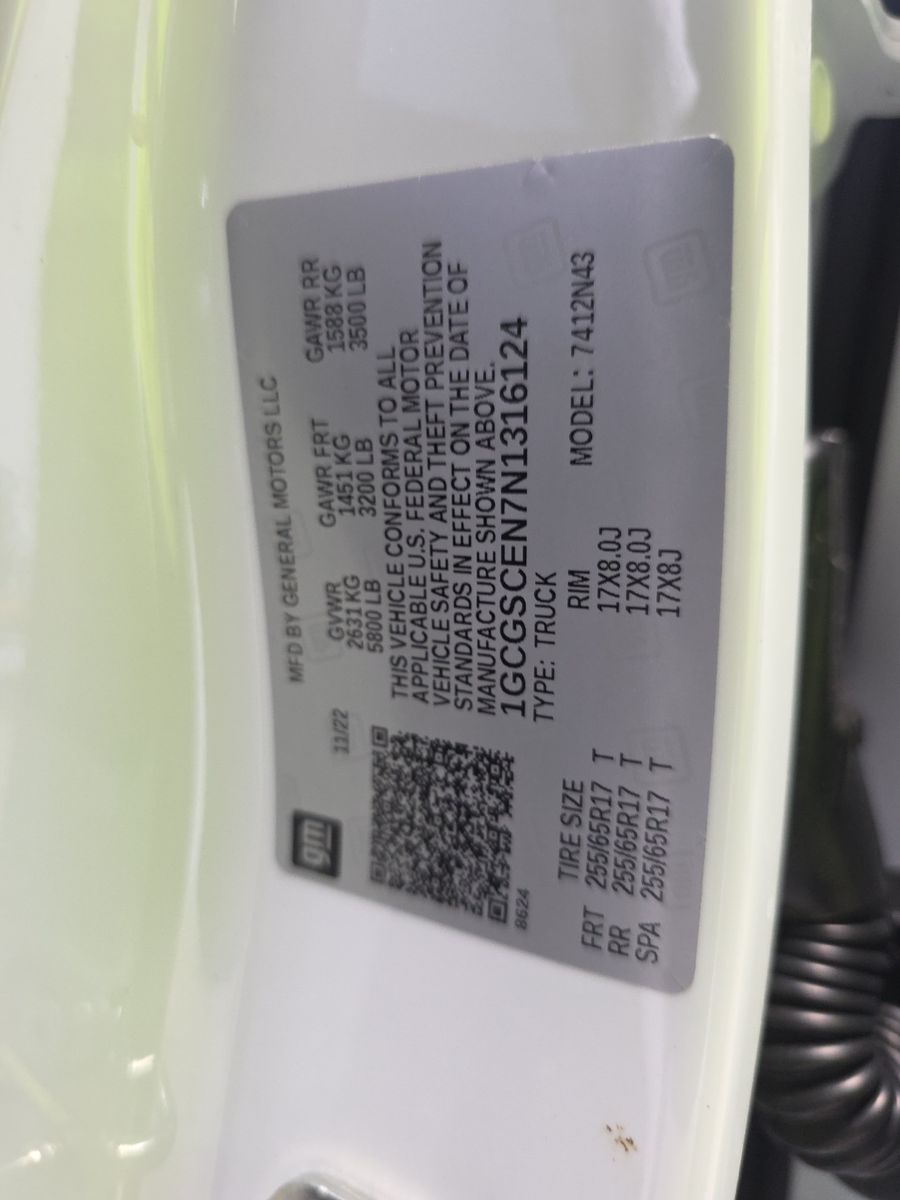 gm
MFD BY GENERAL MOTORS LLC
11/22 GVWR GAWR FRT GAWR RR
2631 KG 1451 KG 1588 KG
5800 LB 3200 LB 3500 LB
THIS VEHICLE CONFORMS TO ALL
APPLICABLE U.S. FEDERAL MOTOR
VEHICLE SAFETY AND THEFT PREVENTION
STANDARDS IN EFFECT ON THE DATE OF
MANUFACTURE SHOWN ABOVE.
1GCGSCEN7N1316124
8624 TYPE: TRUCK
TIRE SIZE RIM MODEL: 7412N43
FRT 255/65R17 T 17X8.0J
RR 255/65R17 T 17X8.0J
SPA 255/65R17 T 17X8J